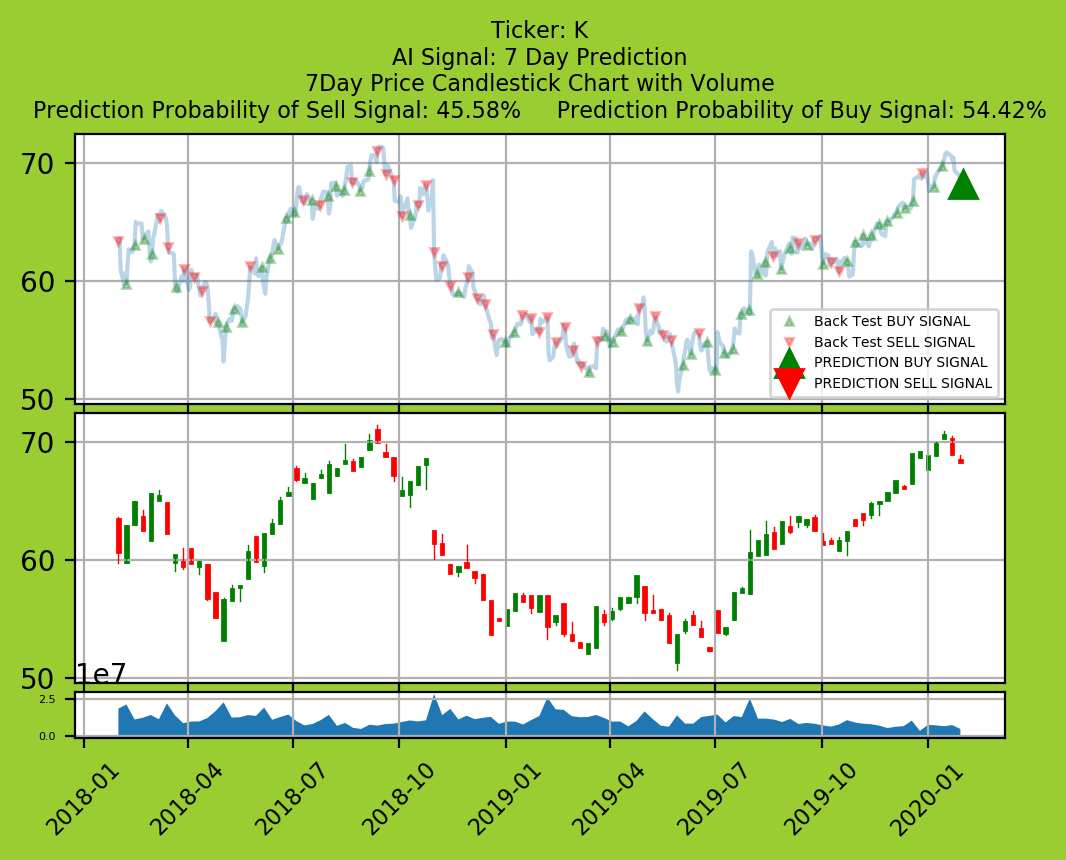 Ticker: K
AI Signal: 7 Day Prediction
7Day Price Candlestick Chart with Volume
Prediction Probability of Sell Signal: 45.58% Prediction Probability of Buy Signal: 54.42%
70
60
50
Back Test BUY SIGNAL
Back Test SELL SIGNAL
PREDICTION BUY SIGNAL
PREDICTION SELL SIGNAL
70
60
50
1e7
2.5
0.0
2018-01
2018-04
2018-07
2018-10
2019-01
2019-04
2019-07
2019-10
2020-01